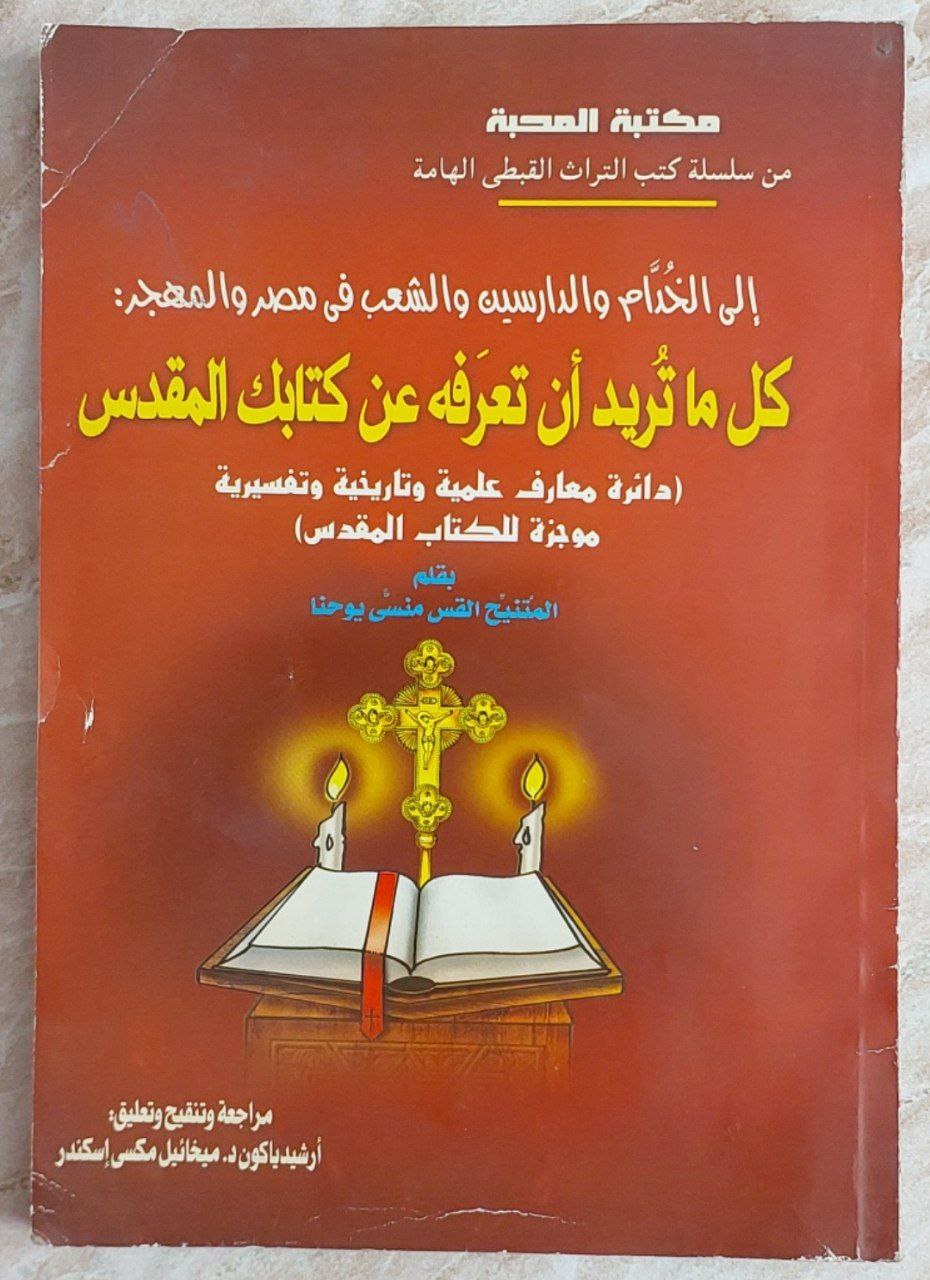 مكتبة المحبة
من سلسلة كتب التراث القبطى الهامة
إلى الخُدَّام والدارسين والشعب فى مصر والمهجر:
كل ما تُريد أن تعرَفه عن كتابك المقدس
(دائرة معارف علمية وتاريخية وتفسيرية
موجزة للكتاب المقدس)
بقلم
المُتنيِّح القس منسَّى يوحنا
مراجعة وتنقيح وتعليق:
أرشيدياكون د. ميخائيل مكسى إسكندر